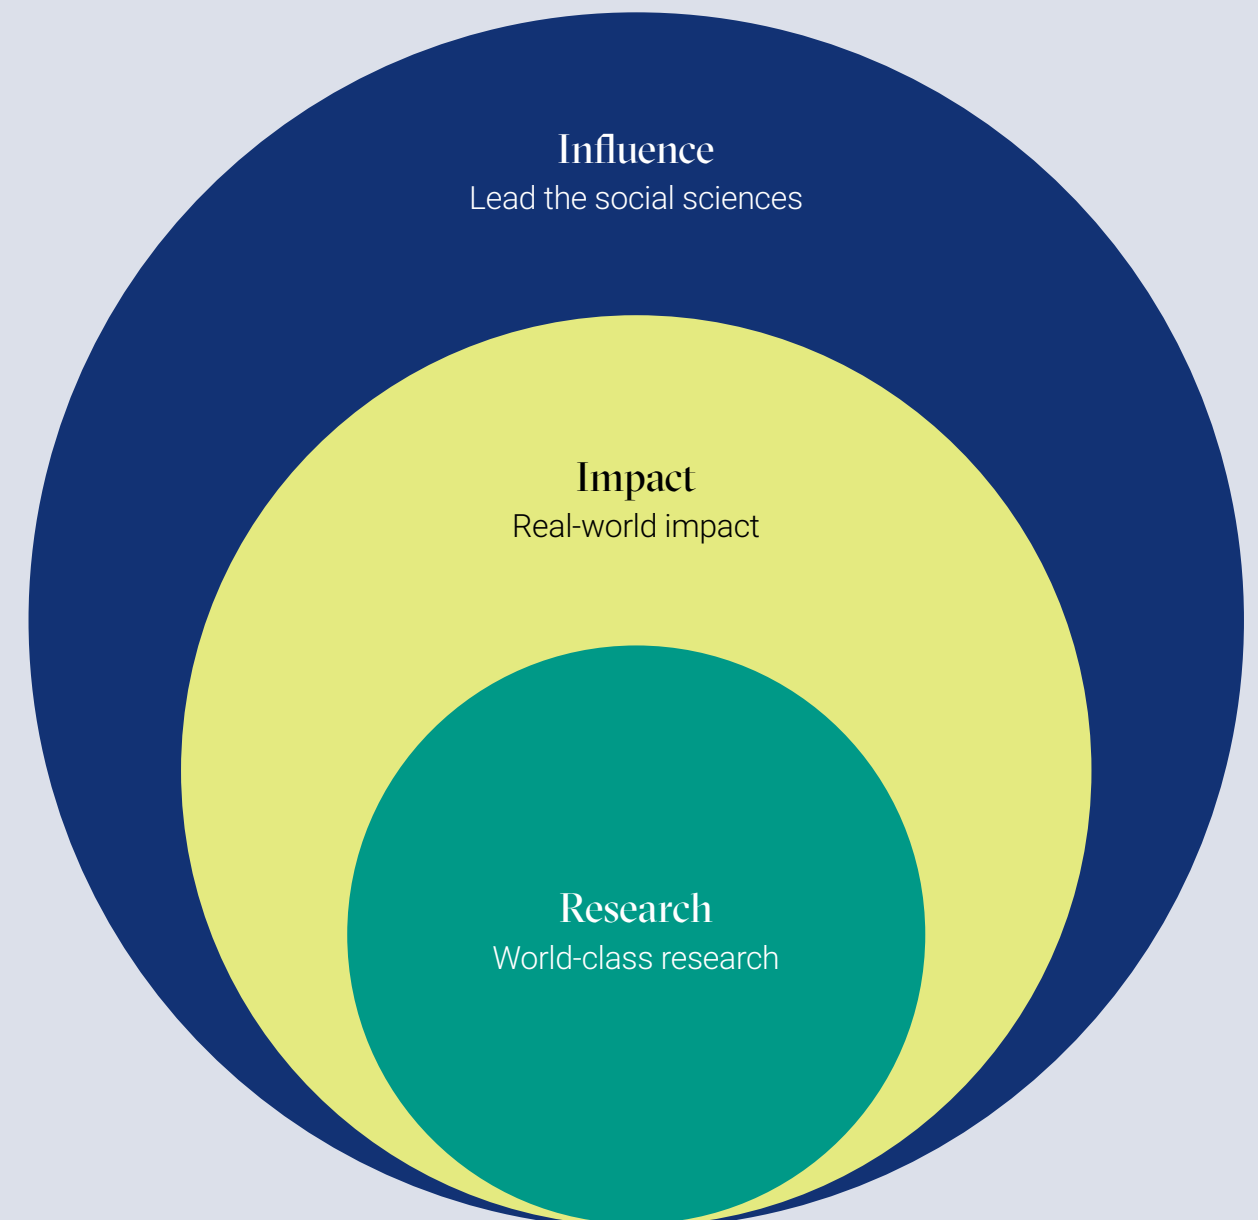 Influence
Lead the social sciences
Impact
Real-world impact
Research
World-class research